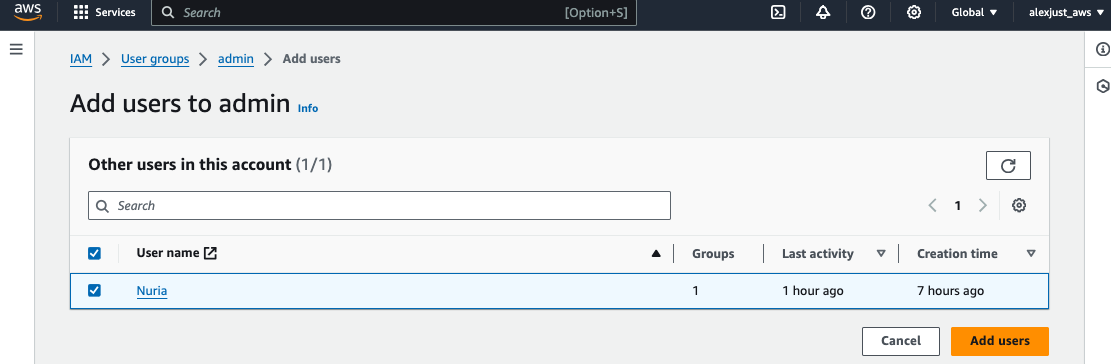 aws Services Search [Option+S] Global ▼ alexjust_aws ▼
IAM > User groups > admin > Add users
Add users to admin Info
Other users in this account (1/1)
Search 1
User name Groups Last activity Creation time
Nuria 1 1 hour ago 7 hours ago
Cancel Add users